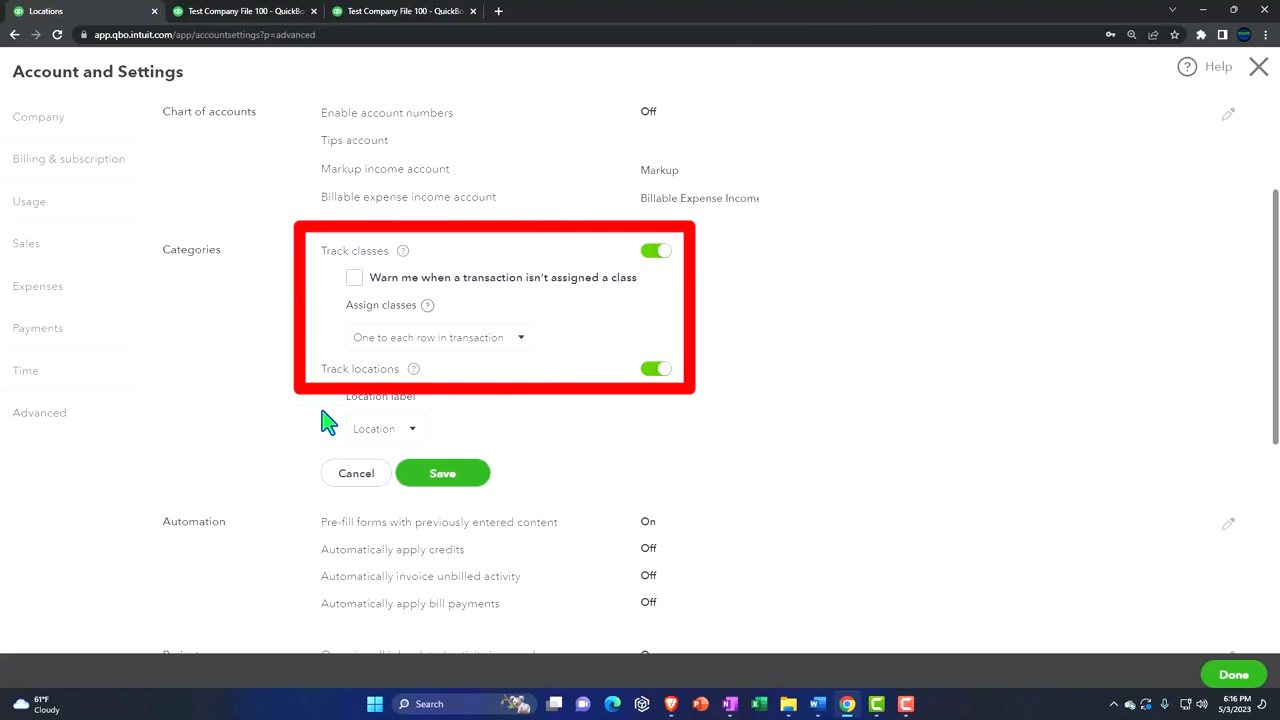 Locations
Test Company File 100 - QuickBo
Test Company File 100 - QuickBo
app.qbo.intuit.com/app/accountsettings?p=advanced
Account and Settings
Help
Company
Billing & subscription
Usage
Sales
Expenses
Payments
Time
Advanced
Chart of accounts
Enable account numbers Off
Tips account
Markup income account Markup
Billable expense income account Billable Expense Income
Categories
Track classes ?
Warn me when a transaction isn't assigned a class
Assign classes ?
One to each row in transaction
Track locations ?
Location label
Location
Cancel Save
Automation
Pre-fill forms with previously entered content On
Automatically apply credits Off
Automatically invoice unbilled activity Off
Automatically apply bill payments Off
Done
61°F
Cloudy
Search
6:16 PM
5/3/2023